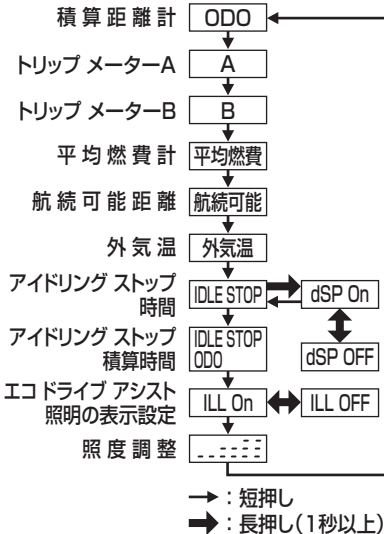 積算距離計 ODO
トリップ メーターA A
トリップ メーターB B
平均燃費計 平均燃費
航続可能距離 航続可能
外気温 外気温
アイドリング ストップ
時間
IDLE STOP
dSP On
dSP OFF
アイドリング ストップ
積算時間
IDLE STOP
ODO
エコ ドライブ アシスト
照明の表示設定
ILL On
ILL OFF
照度調整
：短押し
：長押し(1秒以上)